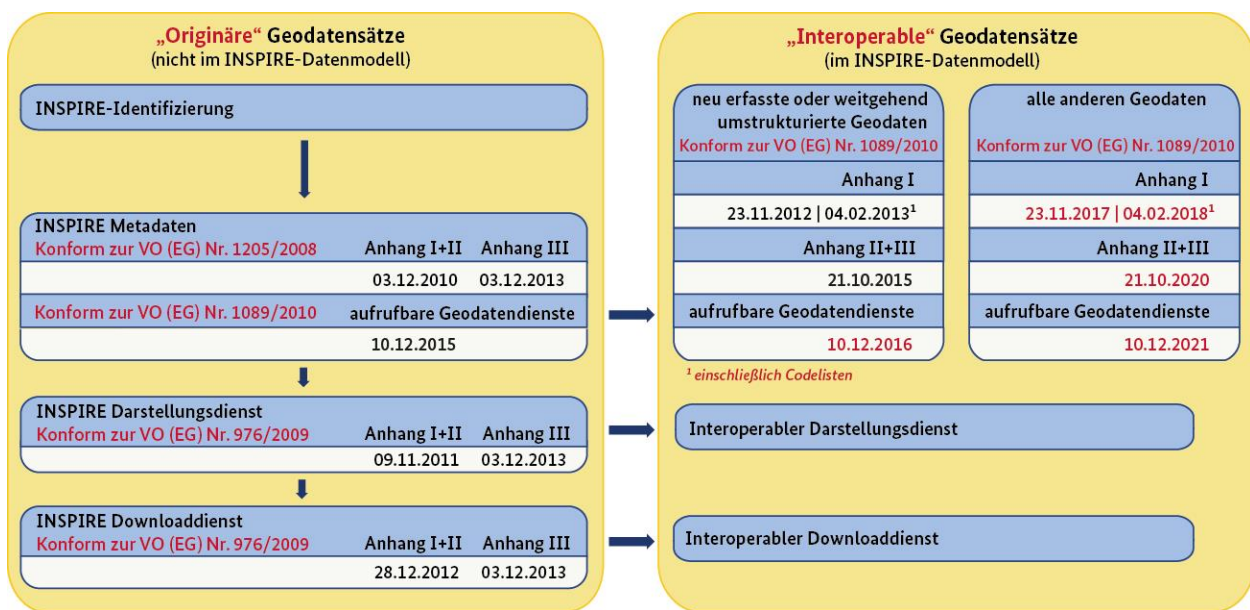 „Originäre“ Geodatensätze
(nicht im INSPIRE-Datenmodell)
INSPIRE-Identifizierung
INSPIRE Metadaten
Konform zur VO (EG) Nr. 1205/2008 Anhang I+II Anhang III
03.12.2010 03.12.2013
Konform zur VO (EG) Nr. 1089/2010 aufrufbare Geodatendienste
10.12.2015
INSPIRE Darstellungsdienst
Konform zur VO (EG) Nr. 976/2009 Anhang I+II Anhang III
09.11.2011 03.12.2013
INSPIRE Downloaddienst
Konform zur VO (EG) Nr. 976/2009 Anhang I+II Anhang III
28.12.2012 03.12.2013
„Interoperable“ Geodatensätze
(im INSPIRE-Datenmodell)
neu erfasste oder weitgehend
umstrukturierte Geodaten
Konform zur VO (EG) Nr. 1089/2010
Anhang I
23.11.2012 | 04.02.2013¹
Anhang II+III
21.10.2015
aufrufbare Geodatendienste
10.12.2016
alle anderen Geodaten
Konform zur VO (EG) Nr. 1089/2010
Anhang I
23.11.2017 | 04.02.2018¹
Anhang II+III
21.10.2020
aufrufbare Geodatendienste
10.12.2021
¹ einschließlich Codelisten
Interoperabler Darstellungsdienst
Interoperabler Downloaddienst